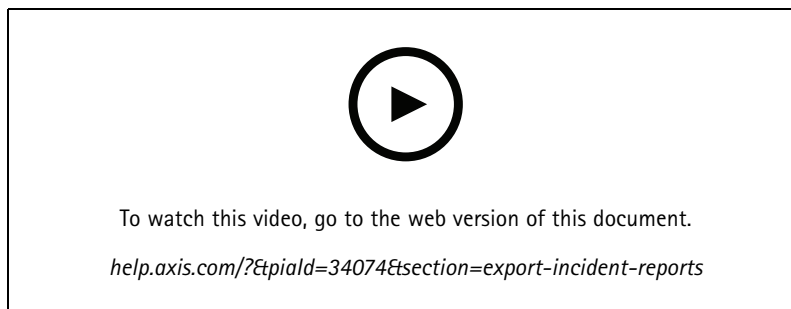 To watch this video, go to the web version of this document.
help.axis.com/?&piaId=34074&section=export-incident-reports